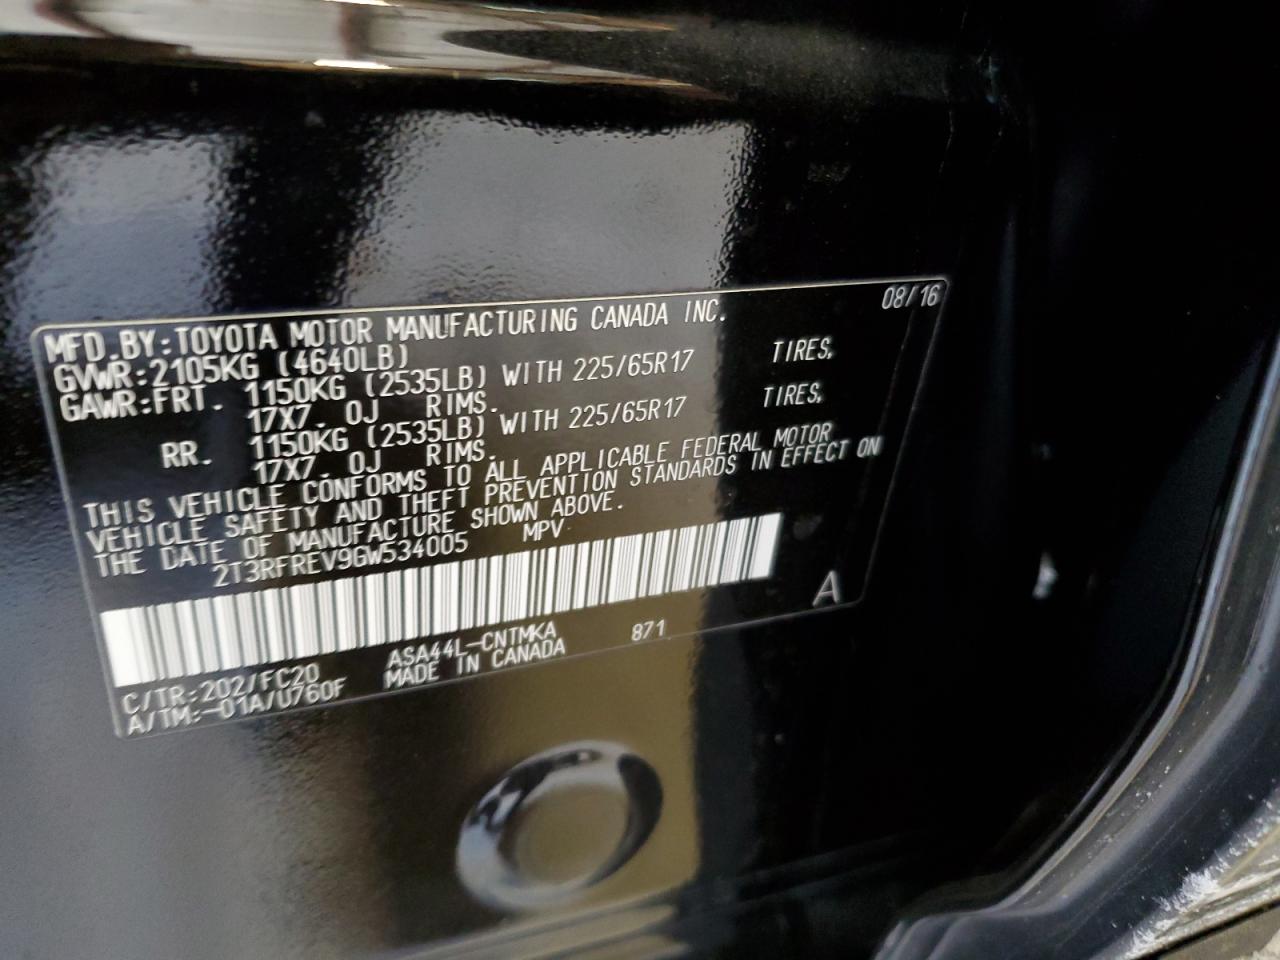 08/16
MFD.BY:TOYOTA MOTOR MANUFACTURING CANADA INC.
GVWR:2105KG (4640LB)
GAWR:FRT. 1150KG (2535LB) WITH 225/65R17 TIRES,
17X7.0J RIMS.
RR. 1150KG (2535LB) WITH 225/65R17 TIRES,
17X7.0J RIMS.
THIS VEHICLE CONFORMS TO ALL APPLICABLE FEDERAL MOTOR
VEHICLE SAFETY AND THEFT PREVENTION STANDARDS IN EFFECT ON
THE DATE OF MANUFACTURE SHOWN ABOVE.
2T3RFREV9GW534005 MPV
A
C/TR:202/FC20 ASA44L-CNTMKA 871
A/TM:-01A/U760F MADE IN CANADA